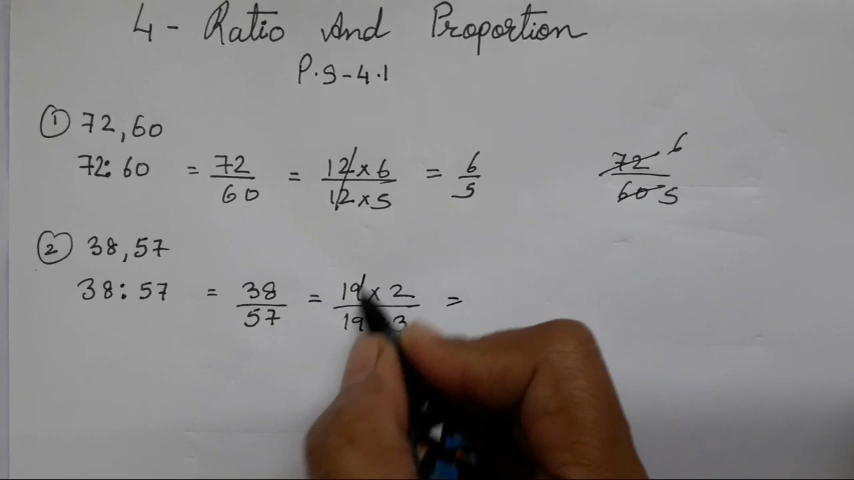 4 - Ratio And Proportion
P.S-4.1
① 72,60
72:60 = 72/60 = 12×6/12×5 = 6/5 72/60 6 5
② 38,57
38:57 = 38/57 = 19×2/19 3 =